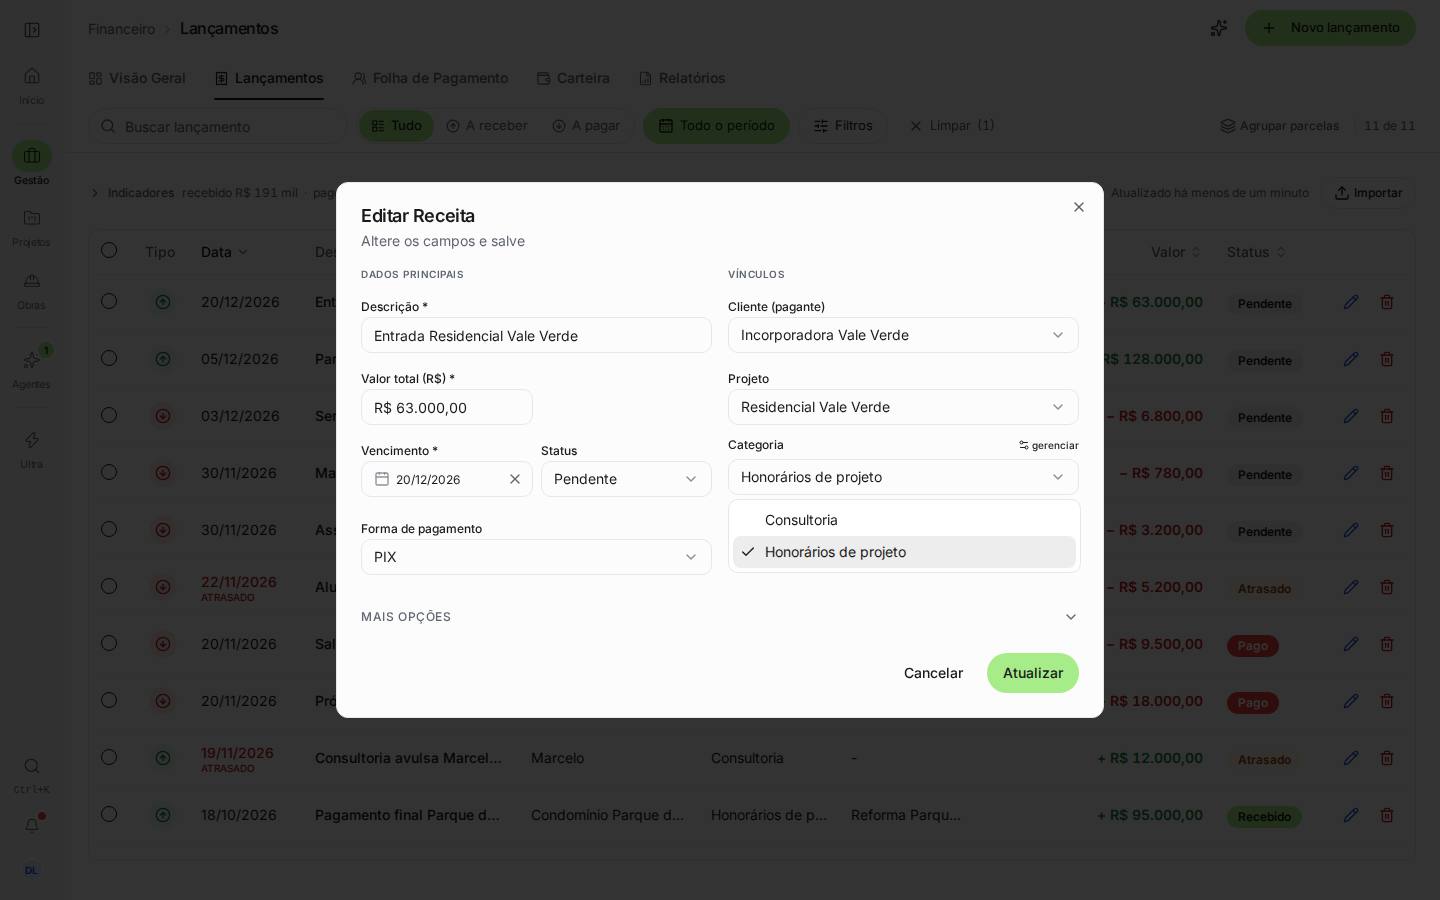 Financeiro > Lançamentos
Novo lançamento
Visão Geral
Lançamentos
Folha de Pagamento
Carteira
Relatórios
Buscar lançamento
Tudo
A receber
A pagar
Todo o período
Filtros
Limpar (1)
Agrupar parcelas
11 de 11
Início
Gestão
Projetos
Obras
1
Agentes
Ultra
Ctrl+K
DL
Indicadores recebido R$ 191 mil ·
Atualizado há menos de um minuto
Importar
Tipo Data Valor Status
20/12/2026 R$ 63.000,00 Pendente
05/12/2026 R$ 128.000,00 Pendente
03/12/2026 – R$ 6.800,00 Pendente
30/11/2026 – R$ 780,00 Pendente
30/11/2026 – R$ 3.200,00 Pendente
22/11/2026 – R$ 5.200,00 Atrasado
ATRASADO
20/11/2026 – R$ 9.500,00 Pago
20/11/2026 R$ 18.000,00 Pago
19/11/2026 Consultoria avulsa Marcel... Marcelo Consultoria - + R$ 12.000,00 Atrasado
ATRASADO
18/10/2026 Pagamento final Parque d... Condomínio Parque d... Honorários de p... Reforma Parqu... + R$ 95.000,00 Recebido
Editar Receita
Altere os campos e salve
DADOS PRINCIPAIS
Descrição *
Entrada Residencial Vale Verde
Valor total (R$) *
R$ 63.000,00
Vencimento *
20/12/2026
Status
Pendente
Forma de pagamento
PIX
VÍNCULOS
Cliente (pagante)
Incorporadora Vale Verde
Projeto
Residencial Vale Verde
Categoria
gerenciar
Honorários de projeto
Consultoria
Honorários de projeto
MAIS OPÇÕES
Cancelar
Atualizar